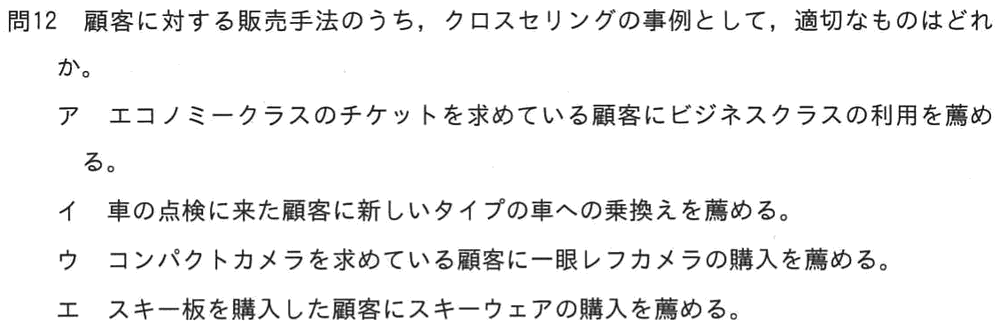 問12 顧客に対する販売手法のうち，クロスセリングの事例として，適切なものはどれ
か。
ア エコノミークラスのチケットを求めている顧客にビジネスクラスの利用を薦め
る。
イ 車の点検に来た顧客に新しいタイプの車への乗換えを薦める。
ウ コンパクトカメラを求めている顧客に一眼レフカメラの購入を薦める。
エ スキー板を購入した顧客にスキーウェアの購入を薦める。